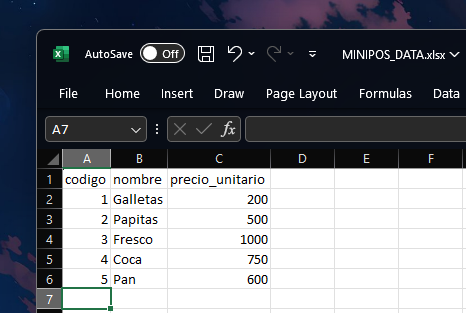 AutoSave Off MINIPOS_DATA.xlsx
File Home Insert Draw Page Layout Formulas Data
A7 fx
A B C D E F
1 codigo nombre precio_unitario
2 1 Galletas 200
3 2 Papitas 500
4 3 Fresco 1000
5 4 Coca 750
6 5 Pan 600
7